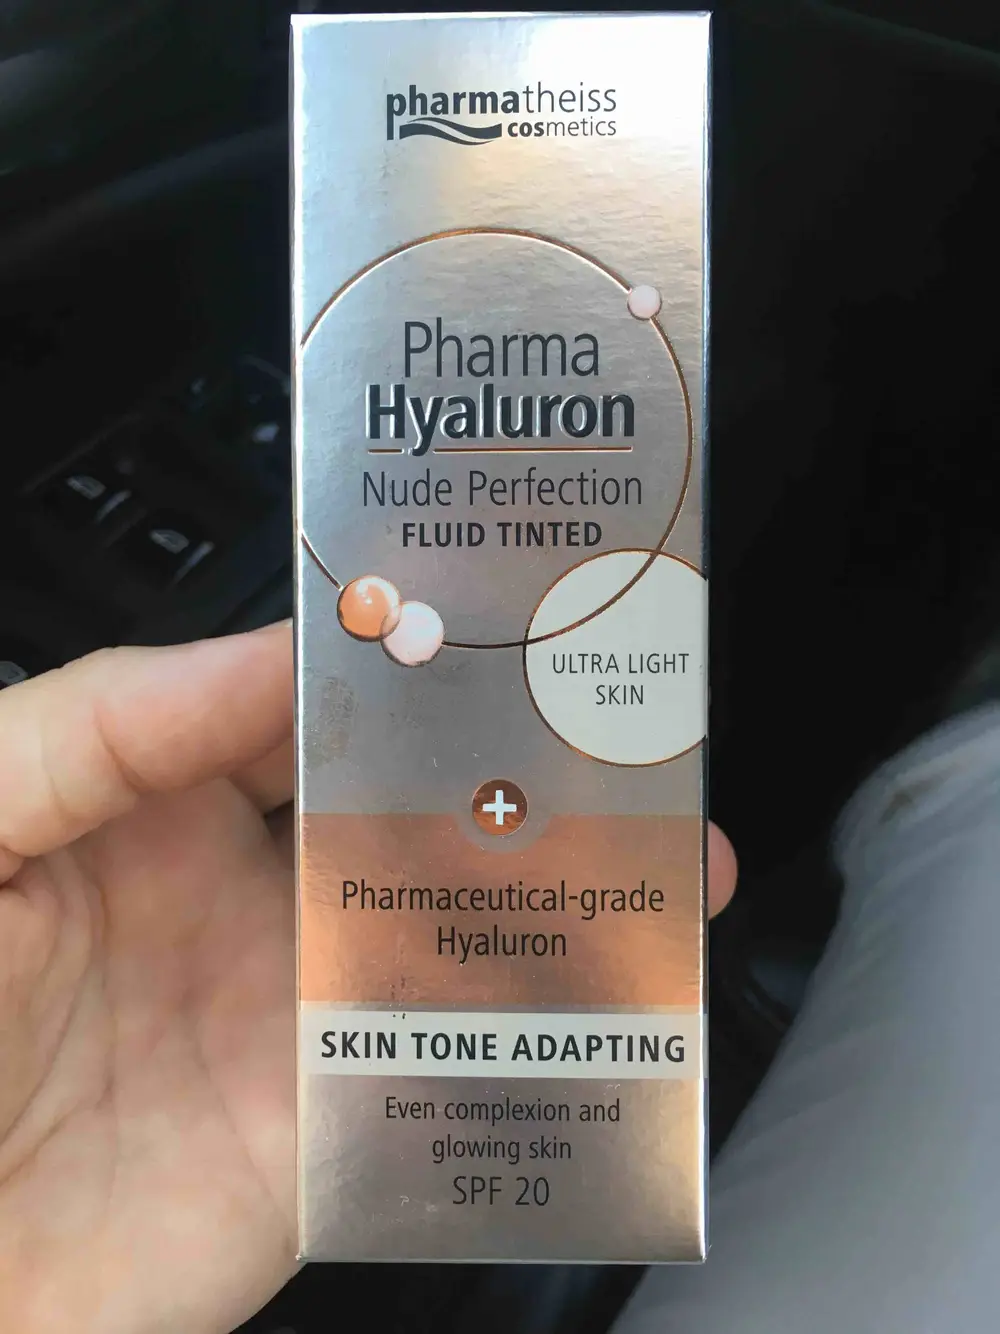 pharmatheiss
cosmetics
Pharma
Hyaluron
Nude Perfection
FLUID TINTED
ULTRA LIGHT
SKIN
Pharmaceutical-grade
Hyaluron
SKIN TONE ADAPTING
Even complexion and
glowing skin
SPF 20